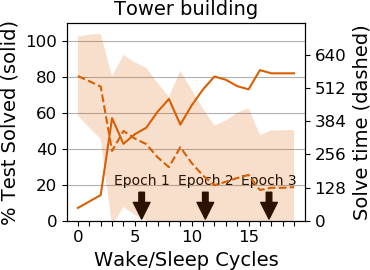 Tower building
% Test Solved (solid)
100
80
60
40
20
0
Epoch 1 Epoch 2 Epoch 3
640
512
384
256
128
0
Solve time (dashed)
0 5 10 15
Wake/Sleep Cycles